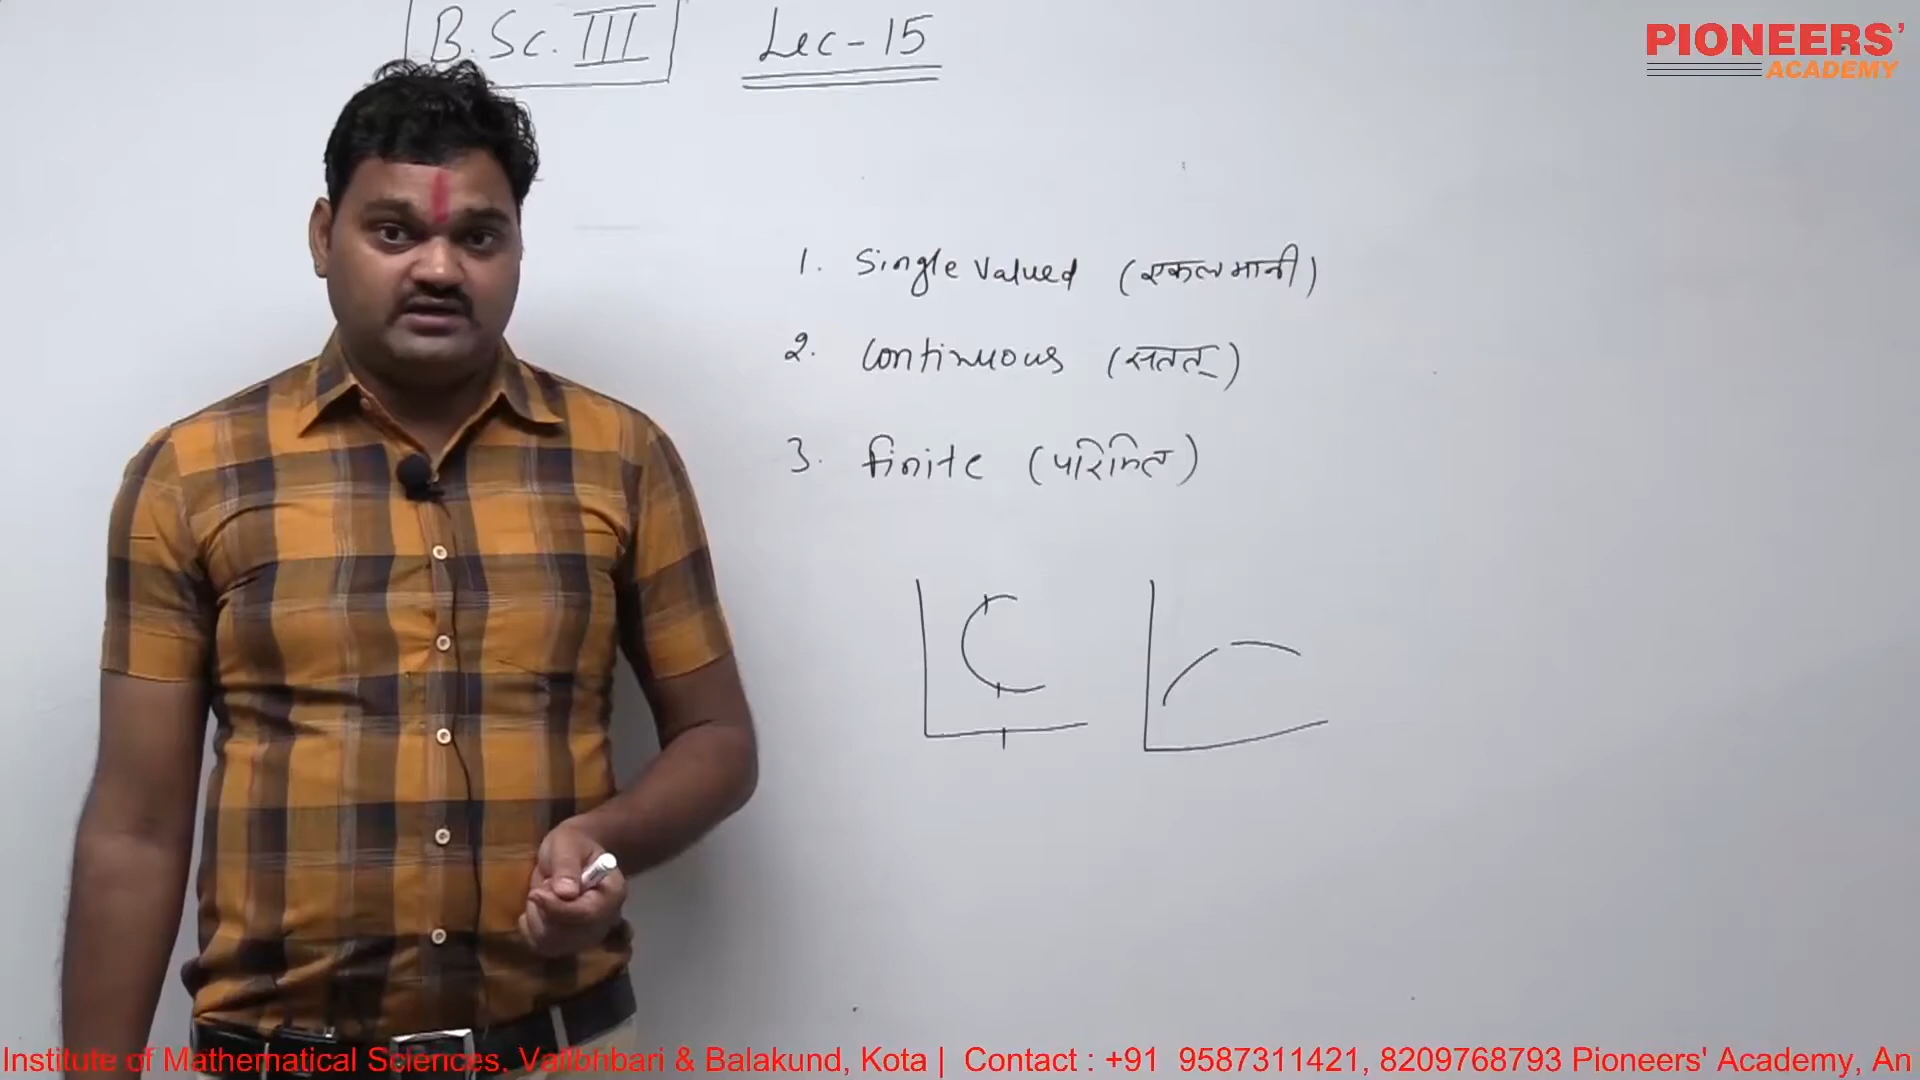 B.Sc. III Lec-15
PIONEERS'
ACADEMY
1. Single valued (एकल मानी)
2. Continuous (सतत्)
3. finite (परिमित)
Institute of Mathematical Sciences. Vallbhbari & Balakund, Kota | Contact : +91 9587311421, 8209768793 Pioneers' Academy, An